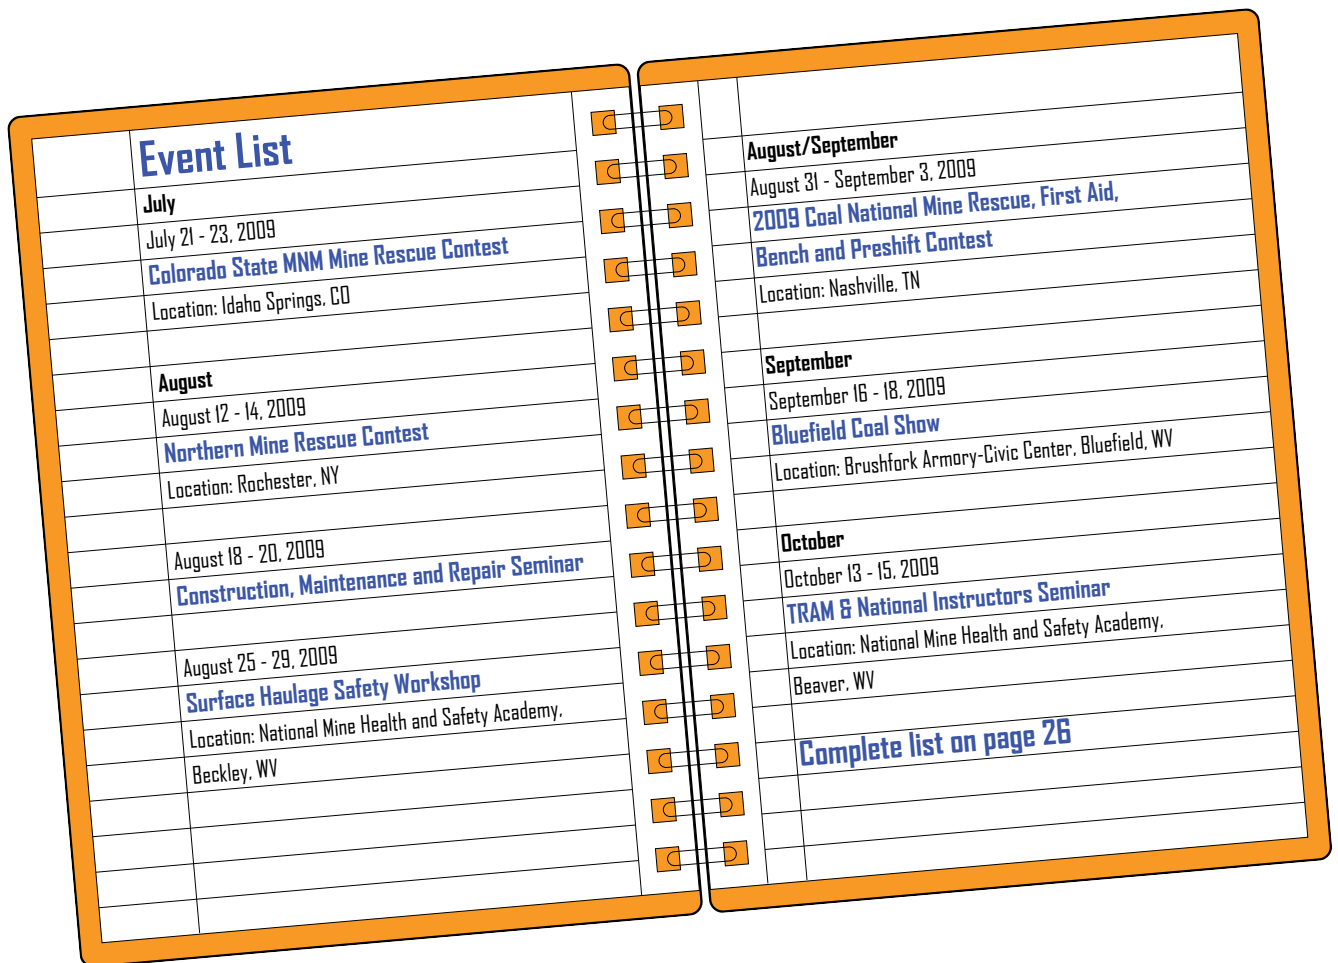 Event List
July
July 21 - 23, 2009
Colorado State MNM Mine Rescue Contest
Location: Idaho Springs, CO
August
August 12 - 14, 2009
Northern Mine Rescue Contest
Location: Rochester, NY
August 18 - 20, 2009
Construction, Maintenance and Repair Seminar
August 25 - 29, 2009
Surface Haulage Safety Workshop
Location: National Mine Health and Safety Academy,
Beckley, WV
August/September
August 31 - September 3, 2009
2009 Coal National Mine Rescue, First Aid,
Bench and Preshift Contest
Location: Nashville, TN
September
September 16 - 18, 2009
Bluefield Coal Show
Location: Brushfork Armory-Civic Center, Bluefield, WV
October
October 13 - 15, 2009
TRAM & National Instructors Seminar
Location: National Mine Health and Safety Academy,
Beaver, WV
Complete list on page 26